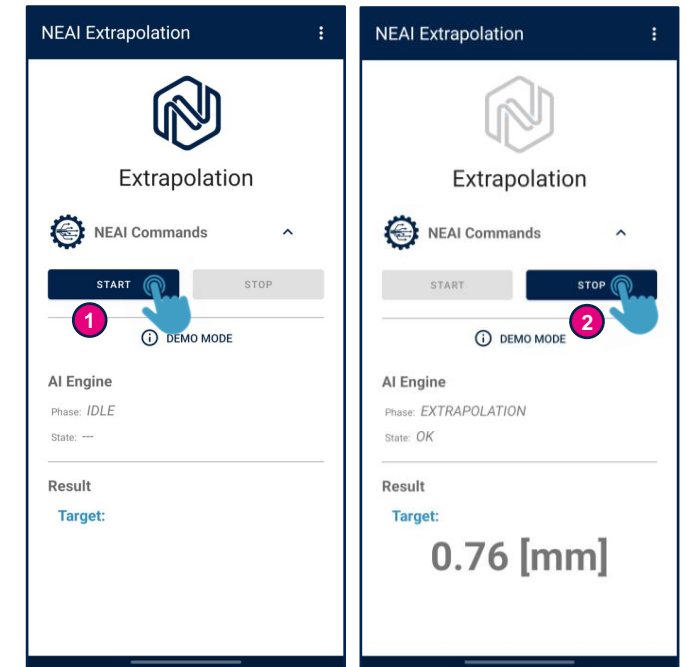 NEAI Extrapolation
Extrapolation
NEAI Commands
START STOP
1
DEMO MODE
AI Engine
Phase: IDLE
State: ---
Result
Target:
NEAI Extrapolation
Extrapolation
NEAI Commands
START STOP
2
DEMO MODE
AI Engine
Phase: EXTRAPOLATION
State: OK
Result
Target:
0.76 [mm]